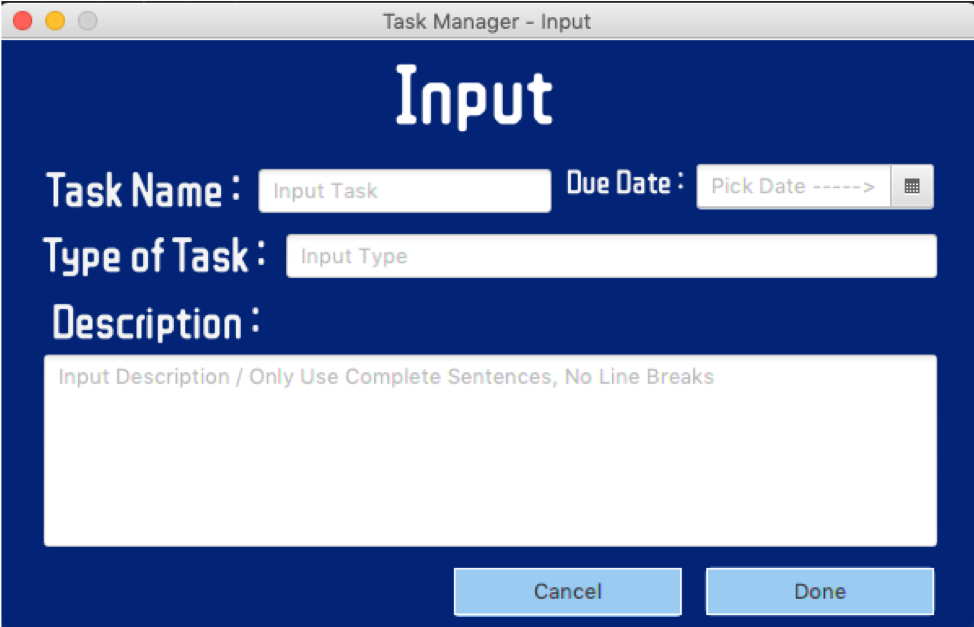 Task Manager - Input
Input
Task Name : Input Task Due Date : Pick Date ----->
Type of Task : Input Type
Description :
Input Description / Only Use Complete Sentences, No Line Breaks
Cancel Done